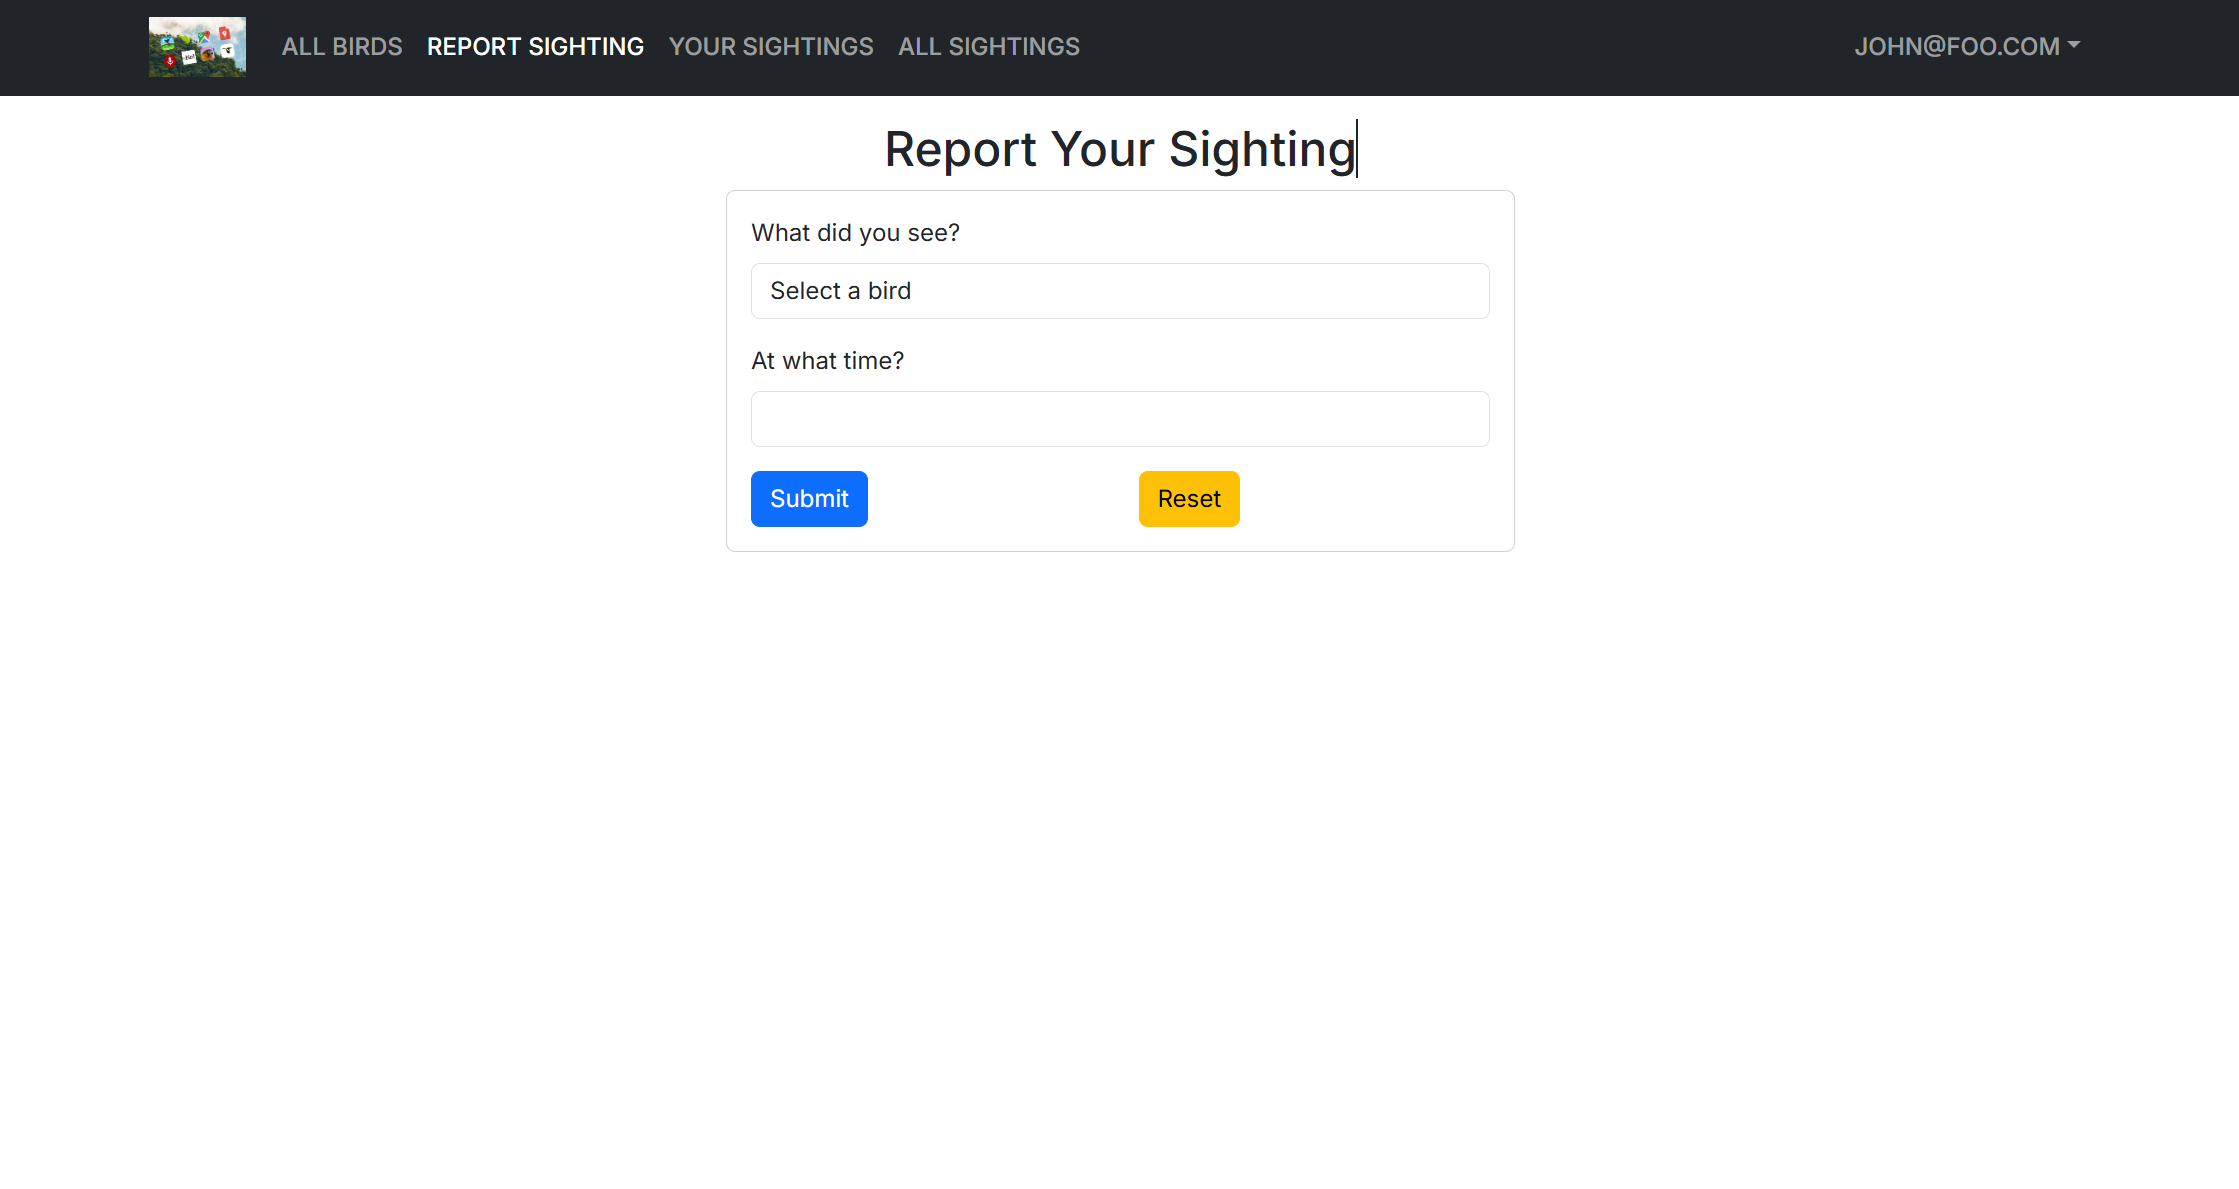 ALL BIRDS REPORT SIGHTING YOUR SIGHTINGS ALL SIGHTINGS JOHN@FOO.COM
Report Your Sighting
What did you see?
Select a bird
At what time?
Submit Reset